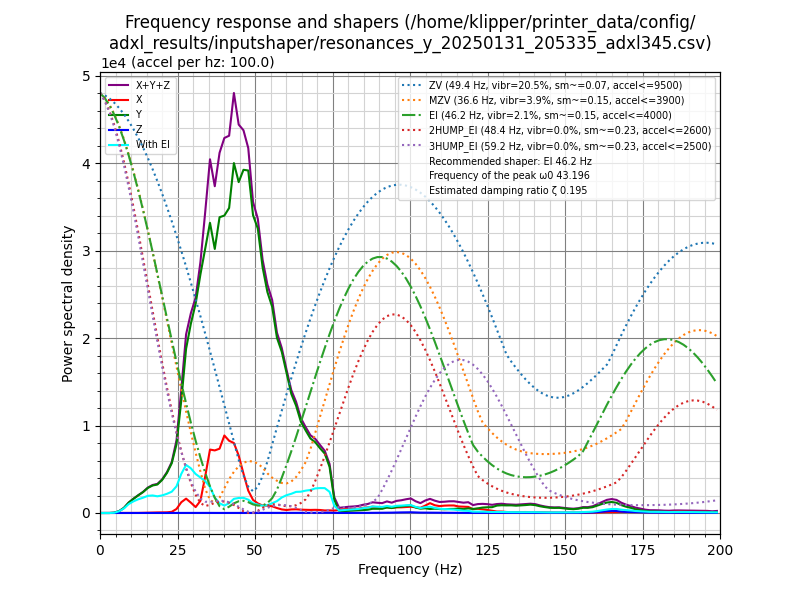 Frequency response and shapers (/home/klipper/printer_data/config/
adxl_results/inputshaper/resonances_y_20250131_205335_adxl345.csv)
1e4 (accel per hz: 100.0)
X+Y+Z
X
Y
Z
With EI
ZV (49.4 Hz, vibr=20.5%, sm~=0.07, accel<=9500)
MZV (36.6 Hz, vibr=3.9%, sm~=0.15, accel<=3900)
EI (46.2 Hz, vibr=2.1%, sm~=0.15, accel<=4000)
2HUMP_EI (48.4 Hz, vibr=0.0%, sm~=0.23, accel<=2600)
3HUMP_EI (59.2 Hz, vibr=0.0%, sm~=0.23, accel<=2500)
Recommended shaper: EI 46.2 Hz
Frequency of the peak ω0 43.196
Estimated damping ratio ζ 0.195
Power spectral density
5
4
3
2
1
0
0 25 50 75 100 125 150 175 200
Frequency (Hz)